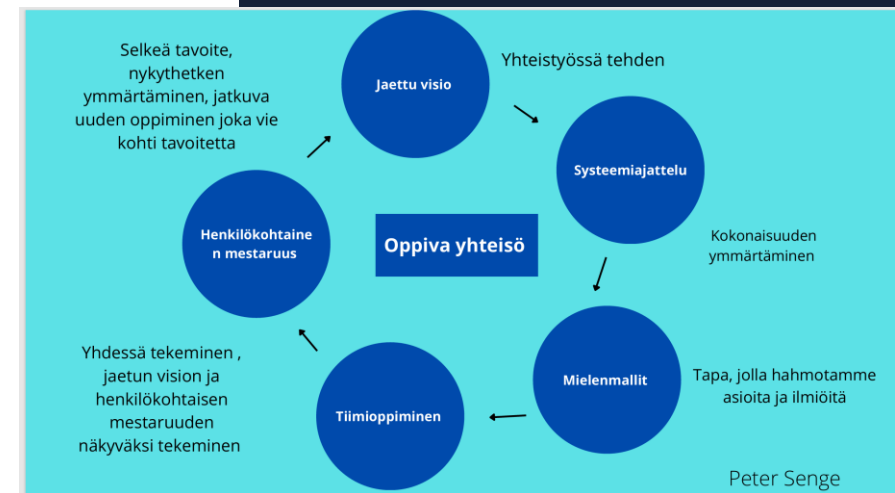 Selkeä tavoite,
nykythetken
ymmärtäminen, jatkuva
uuden oppiminen joka vie
kohti tavoitetta
Jaettu visio
Yhteistyössä tehden
Systeemiajattelu
Kokonaisuuden
ymmärtäminen
Henkilökohtaine
n mestaruus
Oppiva yhteisö
Mielenmallit
Tapa, jolla hahmotamme
asioita ja ilmiöitä
Tiimioppiminen
Yhdessä tekeminen ,
jaetun vision ja
henkilökohtaisen
mestaruuden
näkyväksi tekeminen
Peter Senge